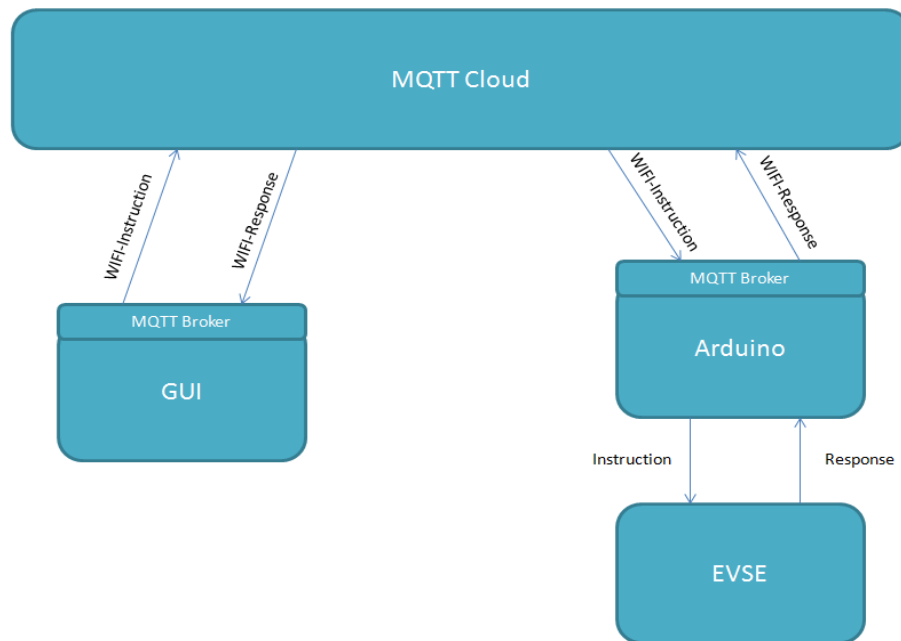 MQTT Cloud
WIFI-Instruction
WIFI-Response
WIFI-Instruction
WIFI-Response
MQTT Broker
GUI
MQTT Broker
Arduino
Instruction
Response
EVSE